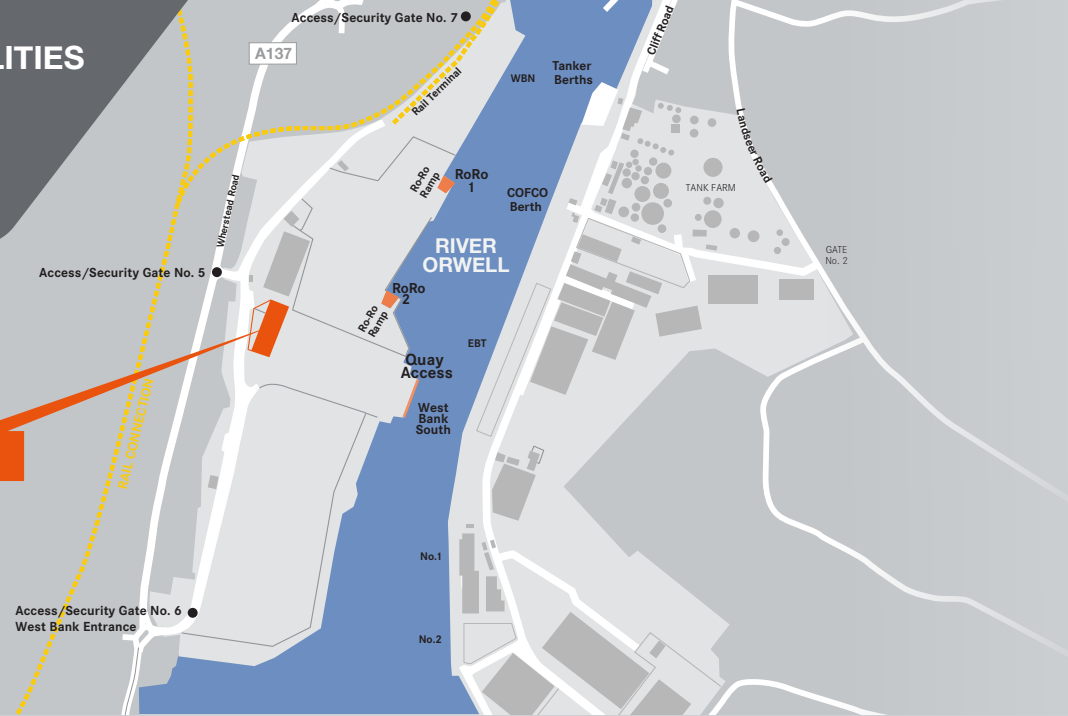 Access/Security Gate No. 7
LITIES
A137
Cliff Road
Tanker
Berths
WBN
Rail Terminal
Landseer Road
Ro-Ro
Ramp
RoRo
1
TANK FARM
COFCO
Berth
Wherstead Road
RIVER
ORWELL
GATE
No. 2
Access/Security Gate No. 5
RoRo
2
Ro-Ro
Ramp
EBT
Quay
Access
West
Bank
South
RAIL CONNECTION
No.1
Access/Security Gate No. 6
West Bank Entrance
No.2